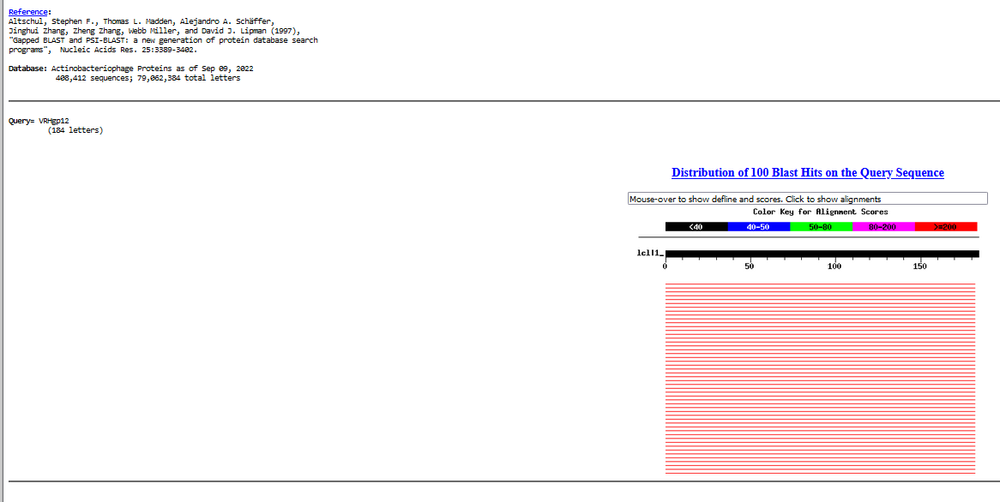 Reference:
Altschul, Stephen F., Thomas L. Madden, Alejandro A. Schäffer,
Jinghui Zhang, Zheng Zhang, Webb Miller, and David J. Lipman (1997),
"Gapped BLAST and PSI-BLAST: a new generation of protein database search
programs",  Nucleic Acids Res. 25:3389-3402.
Database: Actinobacteriophage Proteins as of Sep 09, 2022
408,412 sequences; 79,062,384 total letters
Query= VRHgp12
(184 letters)
Distribution of 100 Blast Hits on the Query Sequence
Mouse-over to show defline and scores. Click to show alignments
Color Key for Alignment Scores
<40 40-50 50-80 80-200 >=200
lcl|1_
0 50 100 150